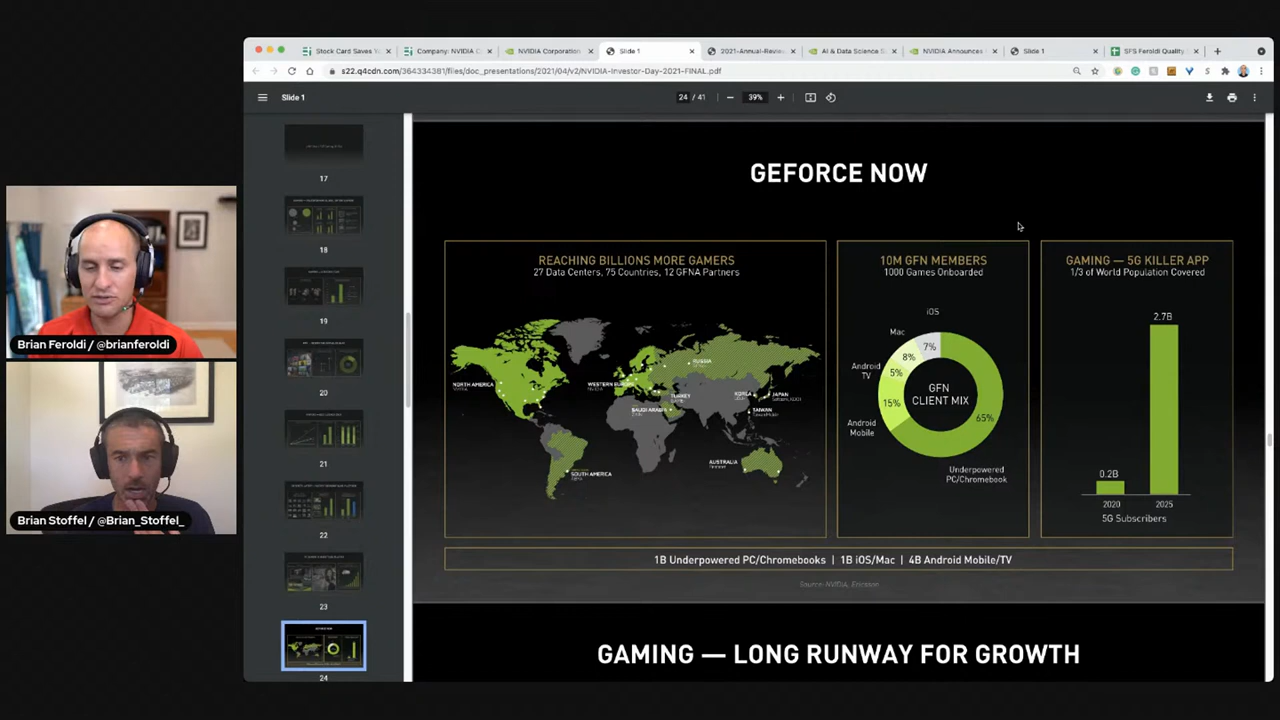 Stock Card Saves Y
Company: NVIDIA C
NVIDIA Corporation
Slide 1
2021-Annual-Review
AI & Data Science S
NVIDIA Announces
Slide 1
SFS Feroldi Quality
s22.q4cdn.com/364334381/files/doc_presentations/2021/04/v2/NVIDIA-Investor-Day-2021-FINAL.pdf
Slide 1
24 / 41
39%
17
18
19
20
21
22
23
24
Brian Feroldi / @brianferoldi
Brian Stoffel / @Brian_Stoffel_
GEFORCE NOW
REACHING BILLIONS MORE GAMERS
27 Data Centers, 75 Countries, 12 GFNA Partners
NORTH AMERICA
NVIDIA
WESTERN EUROPE
NVIDIA
RUSSIA
TURKEY
SAUDI ARABIA
KOREA
JAPAN
TAIWAN
AUSTRALIA
SOUTH AMERICA
10M GFN MEMBERS
1000 Games Onboarded
iOS
Mac
7%
8%
Android
TV
5%
15%
Android
Mobile
GFN
CLIENT MIX
65%
Underpowered
PC/Chromebook
GAMING — 5G KILLER APP
1/3 of World Population Covered
2.7B
0.2B
2020
2025
5G Subscribers
1B Underpowered PC/Chromebooks | 1B iOS/Mac | 4B Android Mobile/TV
Source: NVIDIA, Ericsson
GAMING — LONG RUNWAY FOR GROWTH